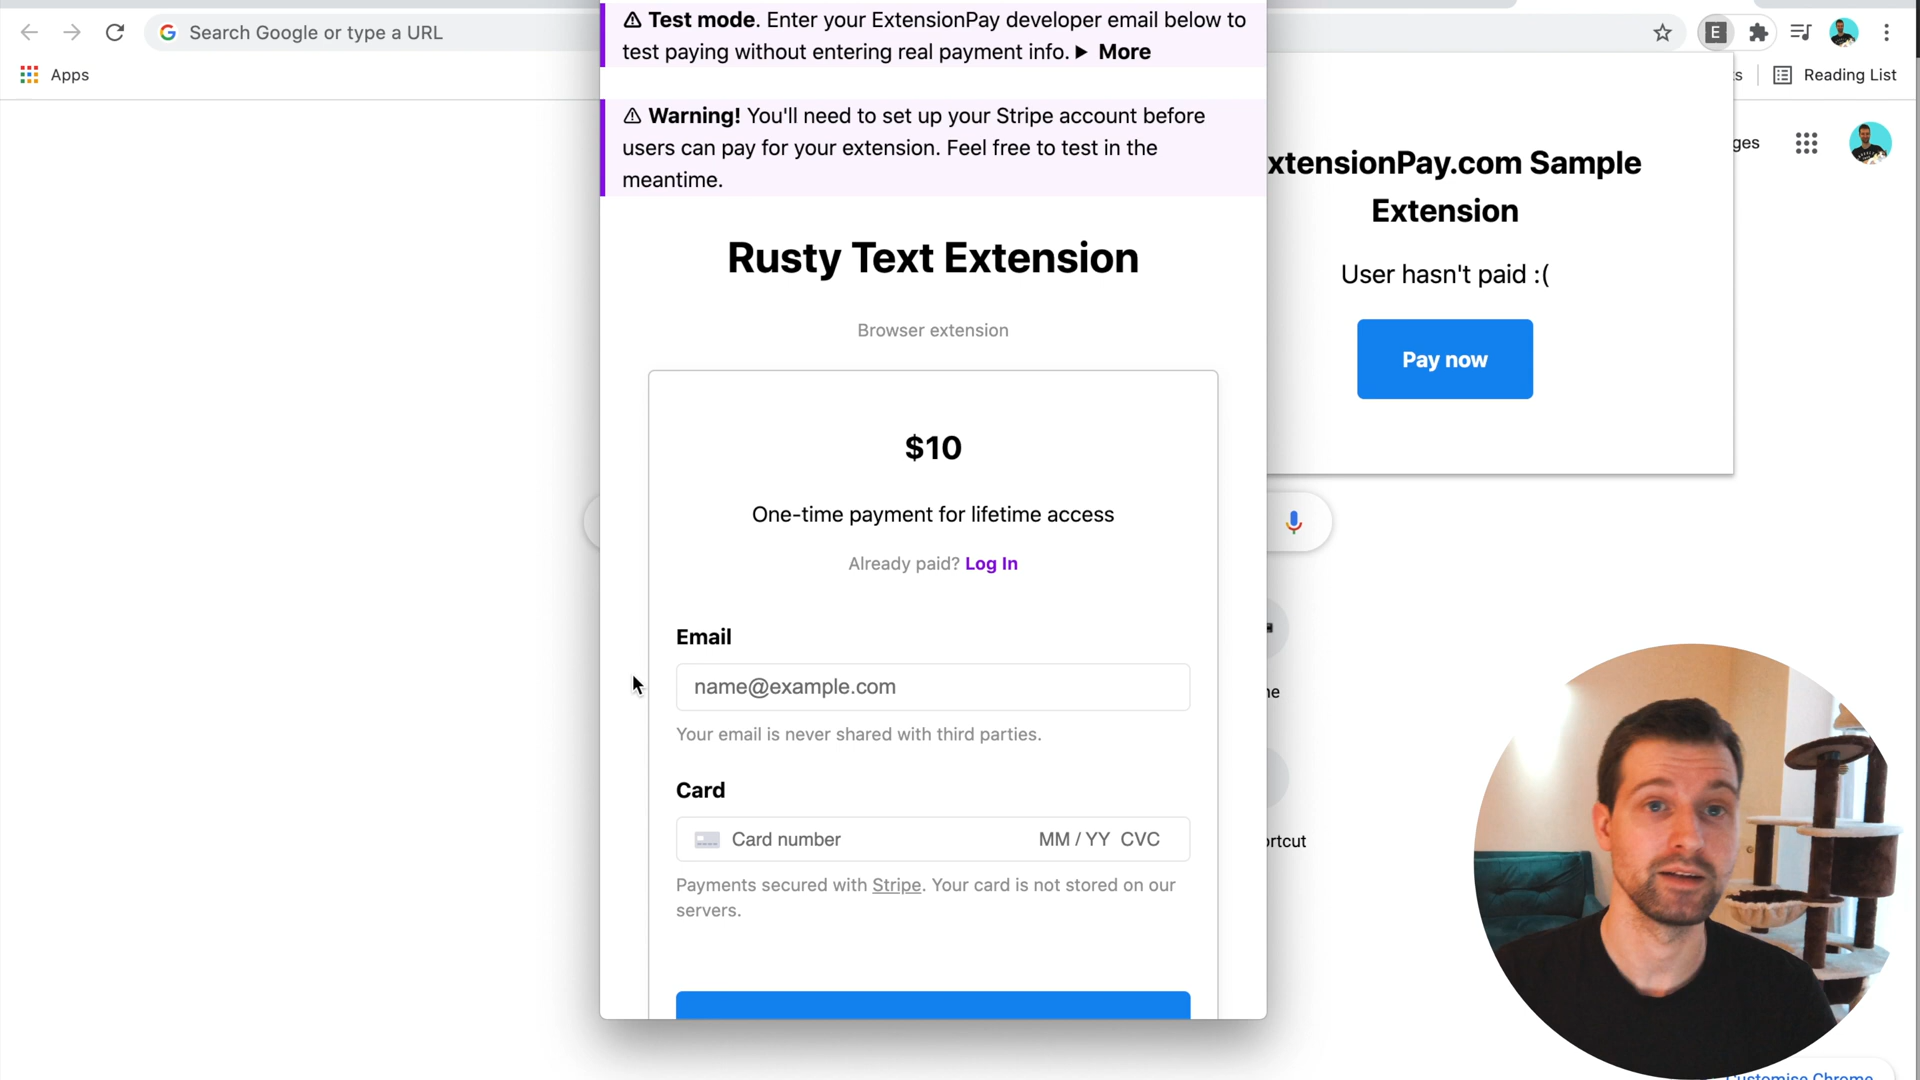 ⚠ Test mode. Enter your ExtensionPay developer email below to
test paying without entering real payment info. ▶ More
Search Google or type a URL
Apps
Reading List
⚠ Warning! You'll need to set up your Stripe account before
users can pay for your extension. Feel free to test in the
meantime.
xtensionPay.com Sample
Extension
User hasn't paid :(
Pay now
Rusty Text Extension
Browser extension
$10
One-time payment for lifetime access
Already paid? Log In
Email
name@example.com
Your email is never shared with third parties.
Card
Card number MM / YY CVC
Payments secured with Stripe. Your card is not stored on our
servers.
E
ges
rtcut
Customise Chrome